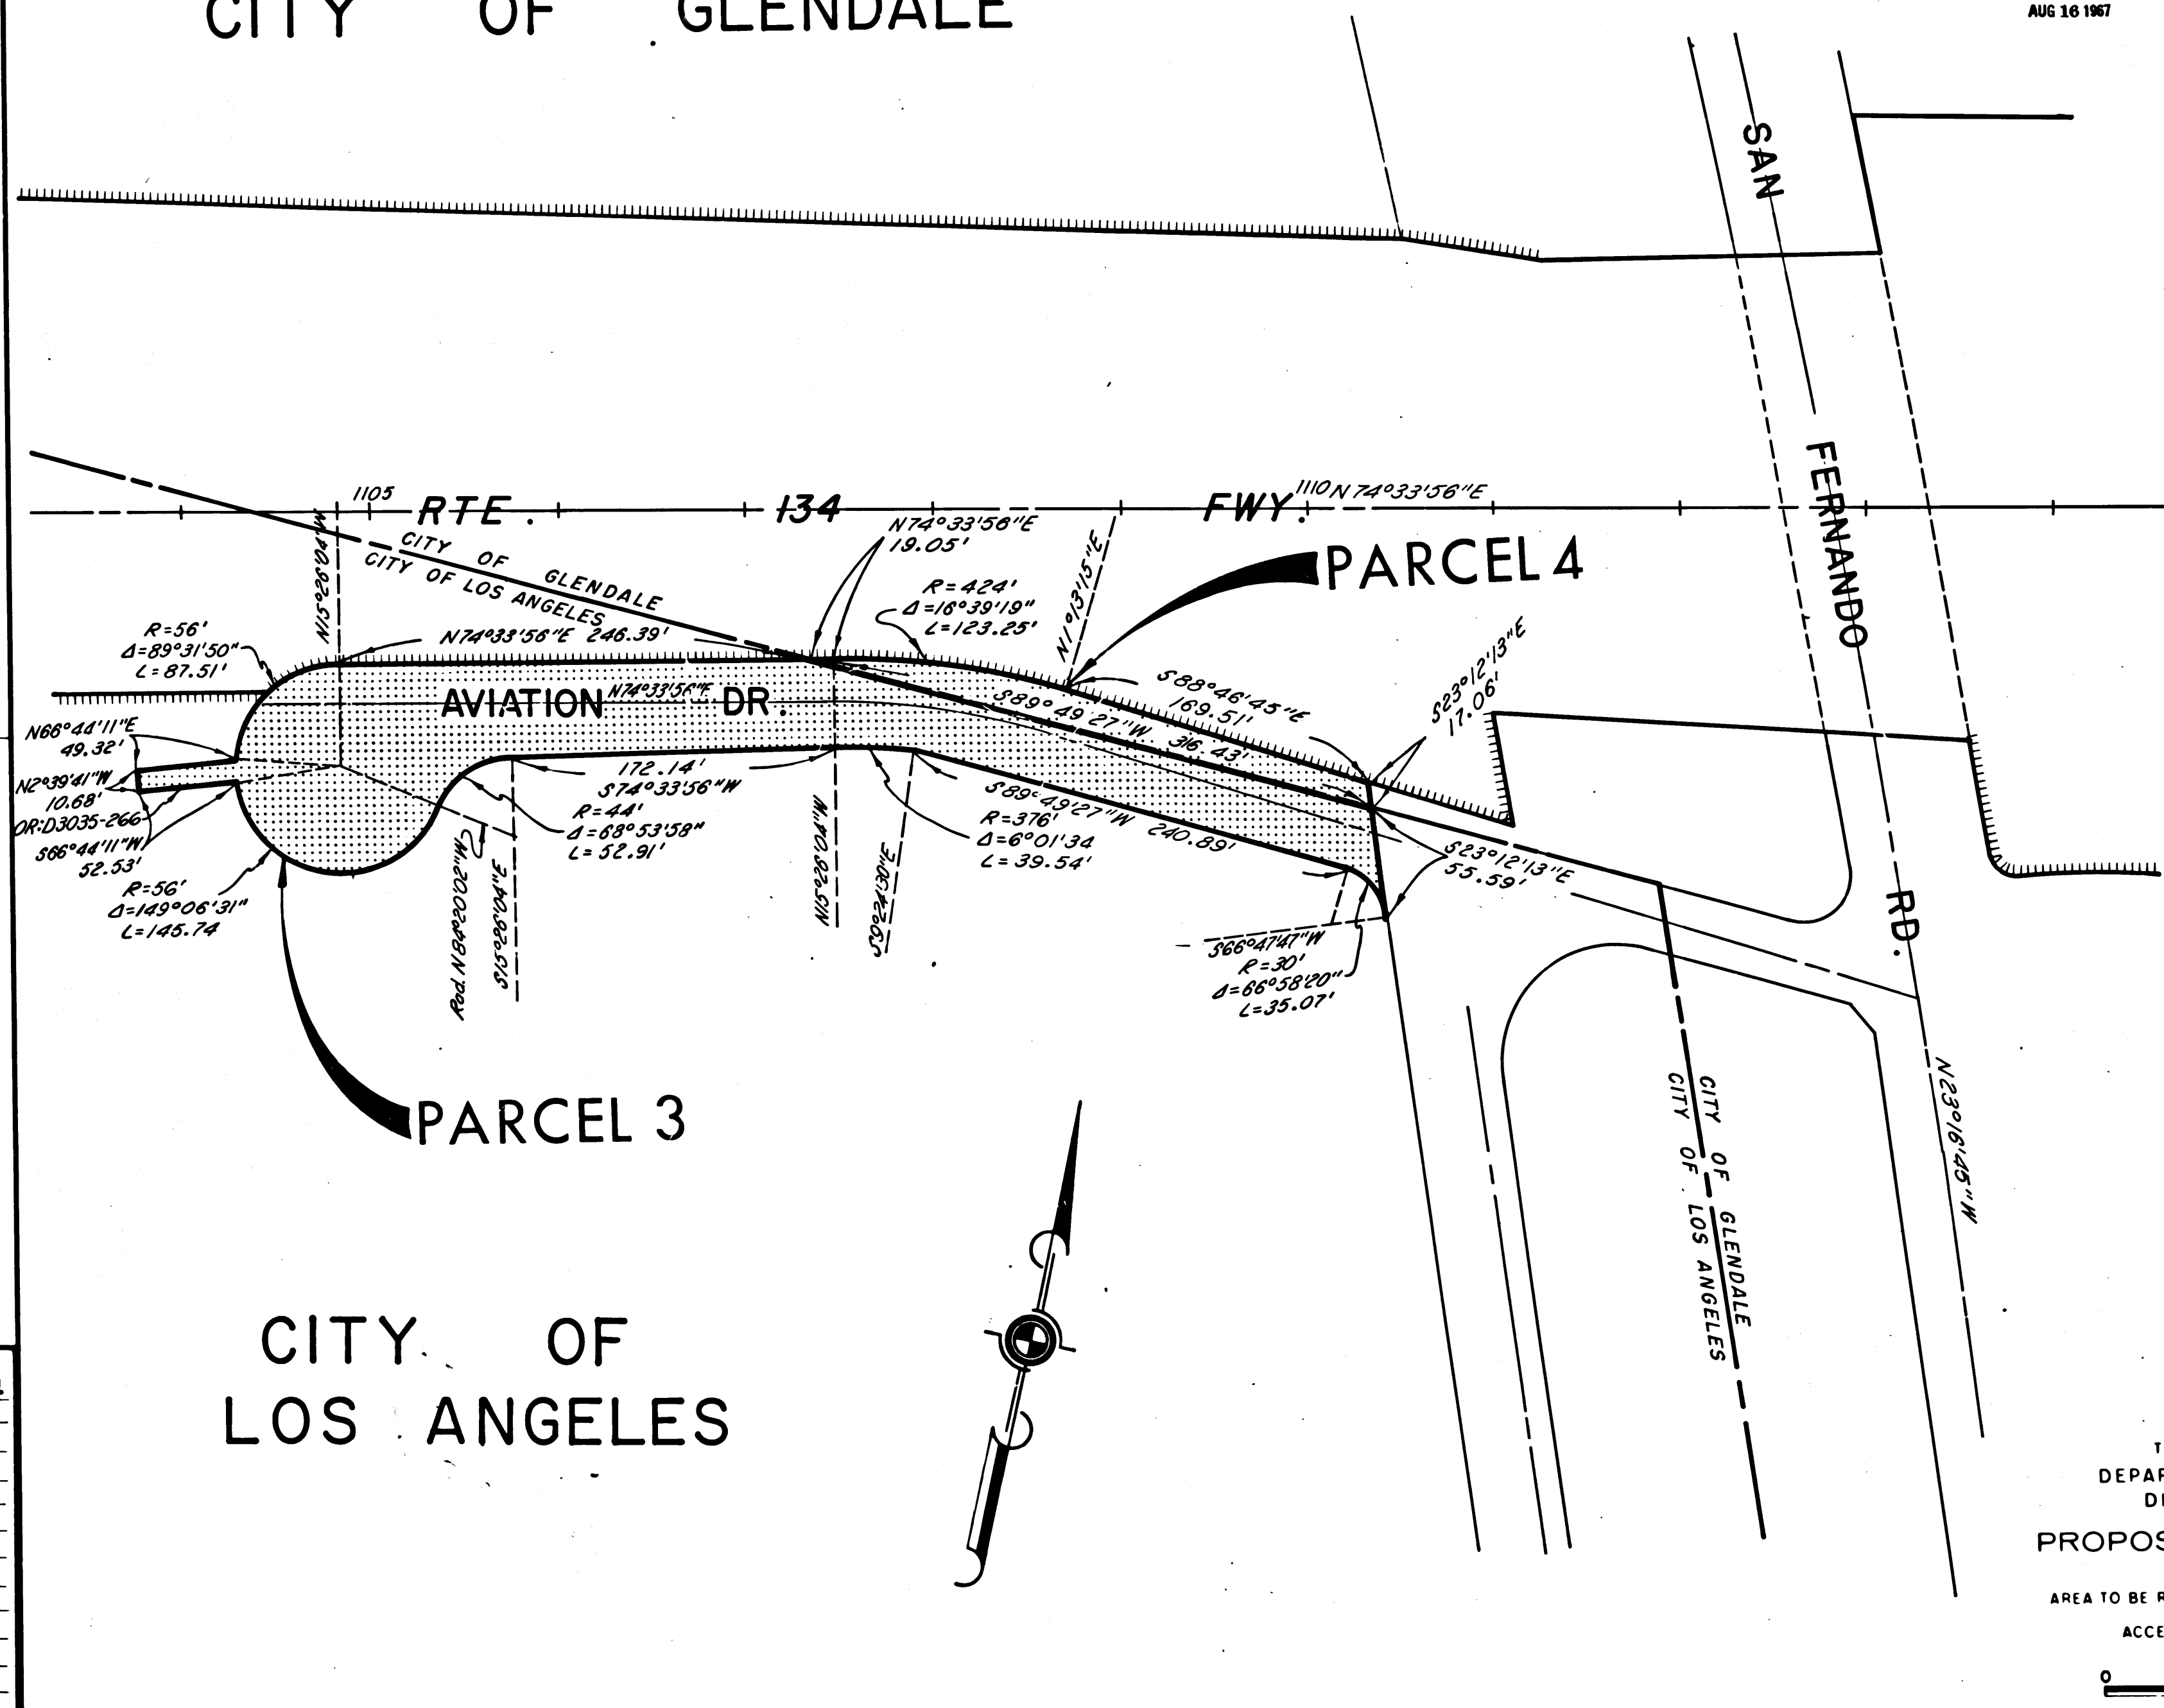 CITY OF GLENDALE
AUG 16 1967
SAN
FERNANDO
RD.
1105
RTE. 134 FWY.
1110 N74°33'56"E
N15°26'04"W
CITY OF GLENDALE
CITY OF LOS ANGELES
N74°33'56"E
19.05'
R=424'
Δ=16°39'19"
L=123.25'
N1°13'15"E
PARCEL 4
R=56'
Δ=89°31'50"
L=87.51'
N74°33'56"E 246.39'
S88°46'45"E
169.51'
S23°12'13"E
17.06'
AVIATION DR.
N74°33'56"E
S89°49'27"W 316.43'
N66°44'11"E
49.32'
N2°39'41"W
10.68'
OR:D3035-266
S66°44'11"W
52.53'
R=56'
Δ=149°06'31"
L=145.74
172.14'
S74°33'56"W
R=44'
Δ=68°53'58"
L=52.91'
N84°20'02"W Rad
S15°26'04"E
N15°26'04"W
S9°24'30"E
S89°49'27"W 240.89'
R=376'
Δ=6°01'34
L=39.54'
S23°12'13"E
55.59'
S66°47'47"W
R=30'
Δ=66°58'20"
L=35.07'
PARCEL 3
CITY OF GLENDALE
CITY OF LOS ANGELES
N23°16'45"W
CITY OF
LOS ANGELES
T
DEPAR
DI
PROPOS
AREA TO BE R
ACCE
0